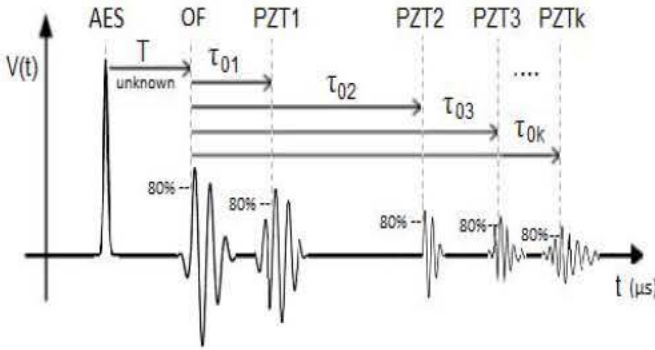 AES OF PZT1 PZT2 PZT3 PZTk
V(t) T τ01 ....
unknown τ02 τ03
τ0k
80%-- 80%-- 80%-- 80%-- 80%--
t (μs)